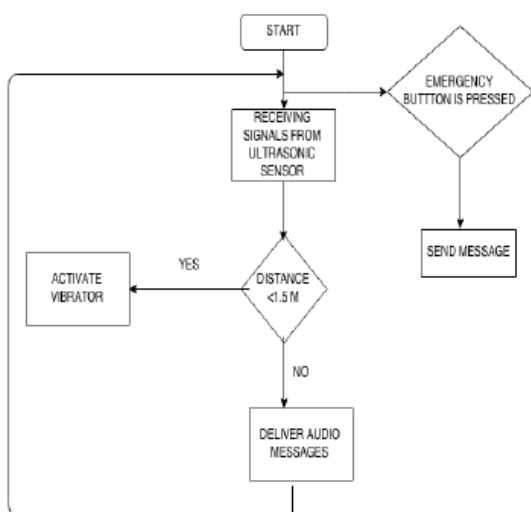 START
EMERGENCY
BUTTTON IS PRESSED
RECEIVING
SIGNALS FROM
ULTRASONIC
SENSOR
SEND MESSAGE
YES
ACTIVATE
VIBRATOR
DISTANCE
<1.5 M
NO
DELIVER AUDIO
MESSAGES